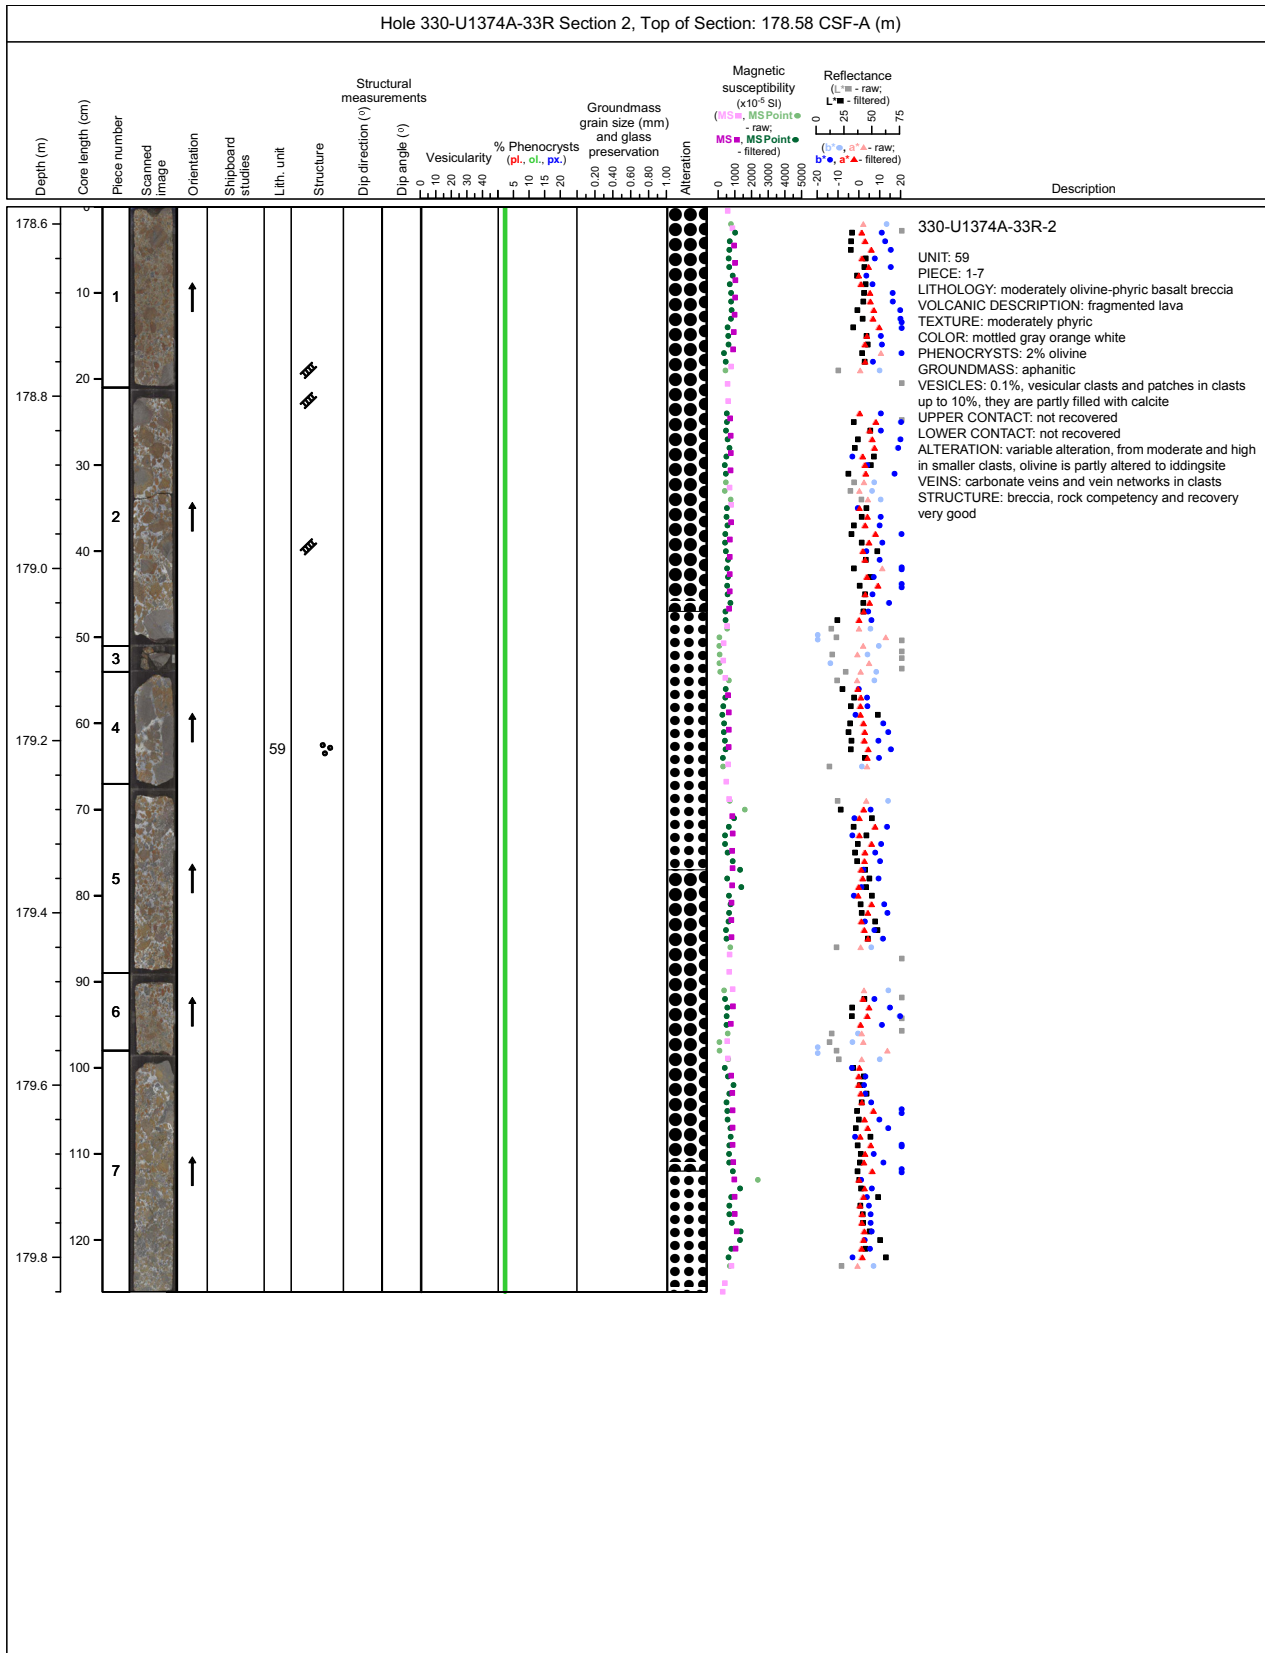 Hole 330-U1374A-33R Section 2, Top of Section: 178.58 CSF-A (m)
Depth (m)
Core length (cm)
Piece number
Scanned
image
Orientation
Shipboard
studies
Lith. unit
Structure
Structural
measurements
Dip direction (º)
Dip angle (º)
Vesicularity
0 10 20 30 40
% Phenocrysts
(pl., ol., px.)
5 10 15 20
Groundmass
grain size (mm)
and glass
preservation
0.20 0.40 0.60 0.80 1.00
Alteration
Magnetic
susceptibility
(x10-5 SI)
(MS■, MSPoint●
- raw;
MS■, MSPoint●
- filtered)
0 1000 2000 3000 4000 5000
Reflectance
(L*■ - raw;
L*■ - filtered)
0 25 50 75
(b*●, a*▲- raw;
b*●, a*▲- filtered)
-20 -10 0 10 20
Description
178.6
178.8
179.0
179.2
179.4
179.6
179.8
0
10
20
30
40
50
60
70
80
90
100
110
120
1
2
3
4
5
6
7
59
330-U1374A-33R-2
UNIT: 59
PIECE: 1-7
LITHOLOGY: moderately olivine-phyric basalt breccia
VOLCANIC DESCRIPTION: fragmented lava
TEXTURE: moderately phyric
COLOR: mottled gray orange white
PHENOCRYSTS: 2% olivine
GROUNDMASS: aphanitic
VESICLES: 0.1%, vesicular clasts and patches in clasts
up to 10%, they are partly filled with calcite
UPPER CONTACT: not recovered
LOWER CONTACT: not recovered
ALTERATION: variable alteration, from moderate and high
in smaller clasts, olivine is partly altered to iddingsite
VEINS: carbonate veins and vein networks in clasts
STRUCTURE: breccia, rock competency and recovery
very good